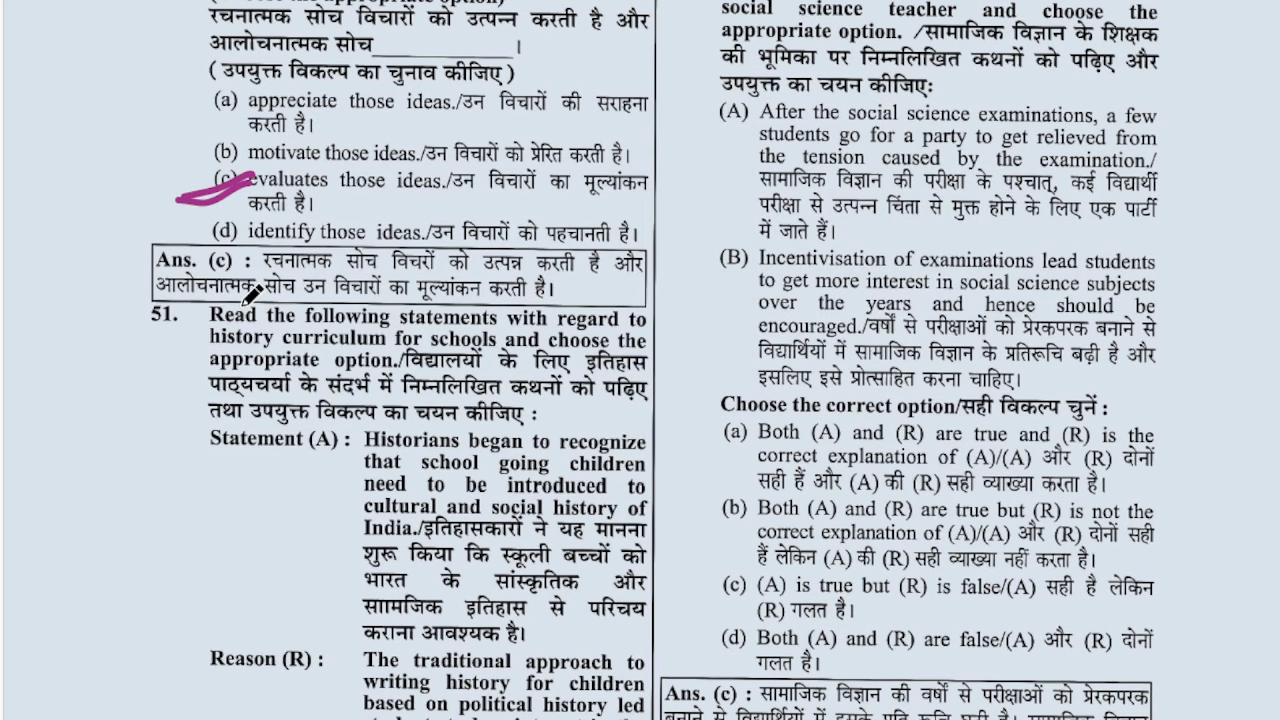 रचनात्मक सोच विचारों को उत्पन्न करती है और
आलोचनात्मक सोच____________।
( उपयुक्त विकल्प का चुनाव कीजिए )
(a) appreciate those ideas./उन विचारों की सराहना
करती है।
(b) motivate those ideas./उन विचारों को प्रेरित करती है।
(c) evaluates those ideas./उन विचारों का मूल्यांकन
करती है।
(d) identify those ideas./उन विचारों को पहचानती है।
Ans. (c) : रचनात्मक सोच विचरों को उत्पन्न करती है और
आलोचनात्मक सोच उन विचारों का मूल्यांकन करती है।
51. Read the following statements with regard to
history curriculum for schools and choose the
appropriate option./विद्यालयों के लिए इतिहास
पाठ्यचर्या के संदर्भ में निम्नलिखित कथनों को पढ़िए
तथा उपयुक्त विकल्प का चयन कीजिए :
Statement (A) : Historians began to recognize
that school going children
need to be introduced to
cultural and social history of
India./इतिहासकारों ने यह मानना
शुरू किया कि स्कूली बच्चों को
भारत के सांस्कृतिक और
साामजिक इतिहास से परिचय
कराना आवश्यक है।
Reason (R) : The traditional approach to
writing history for children
based on political history led
social science teacher and choose the
appropriate option. /सामाजिक विज्ञान के शिक्षक
की भूमिका पर निम्नलिखित कथनों को पढ़िए और
उपयुक्त का चयन कीजिए:
(A) After the social science examinations, a few
students go for a party to get relieved from
the tension caused by the examination./
सामाजिक विज्ञान की परीक्षा के पश्चात्, कई विद्यार्थी
परीक्षा से उत्पन्न चिंता से मुक्त होने के लिए एक पार्टी
में जाते हैं।
(B) Incentivisation of examinations lead students
to get more interest in social science subjects
over the years and hence should be
encouraged./वर्षों से परीक्षाओं को प्रेरकपरक बनाने से
विद्यार्थियों में सामाजिक विज्ञान के प्रतिरूचि बढ़ी है और
इसलिए इसे प्रोत्साहित करना चाहिए।
Choose the correct option/सही विकल्प चुनें :
(a) Both (A) and (R) are true and (R) is the
correct explanation of (A)/(A) और (R) दोनों
सही हैं और (A) की (R) सही व्याख्या करता है।
(b) Both (A) and (R) are true but (R) is not the
correct explanation of (A)/(A) और (R) दोनों सही
हैं लेकिन (A) की (R) सही व्याख्या नहीं करता है।
(c) (A) is true but (R) is false/(A) सही है लेकिन
(R) गलत है।
(d) Both (A) and (R) are false/(A) और (R) दोनों
गलत है।
Ans. (c) : सामाजिक विज्ञान की वर्षों से परीक्षाओं को प्रेरकपरक